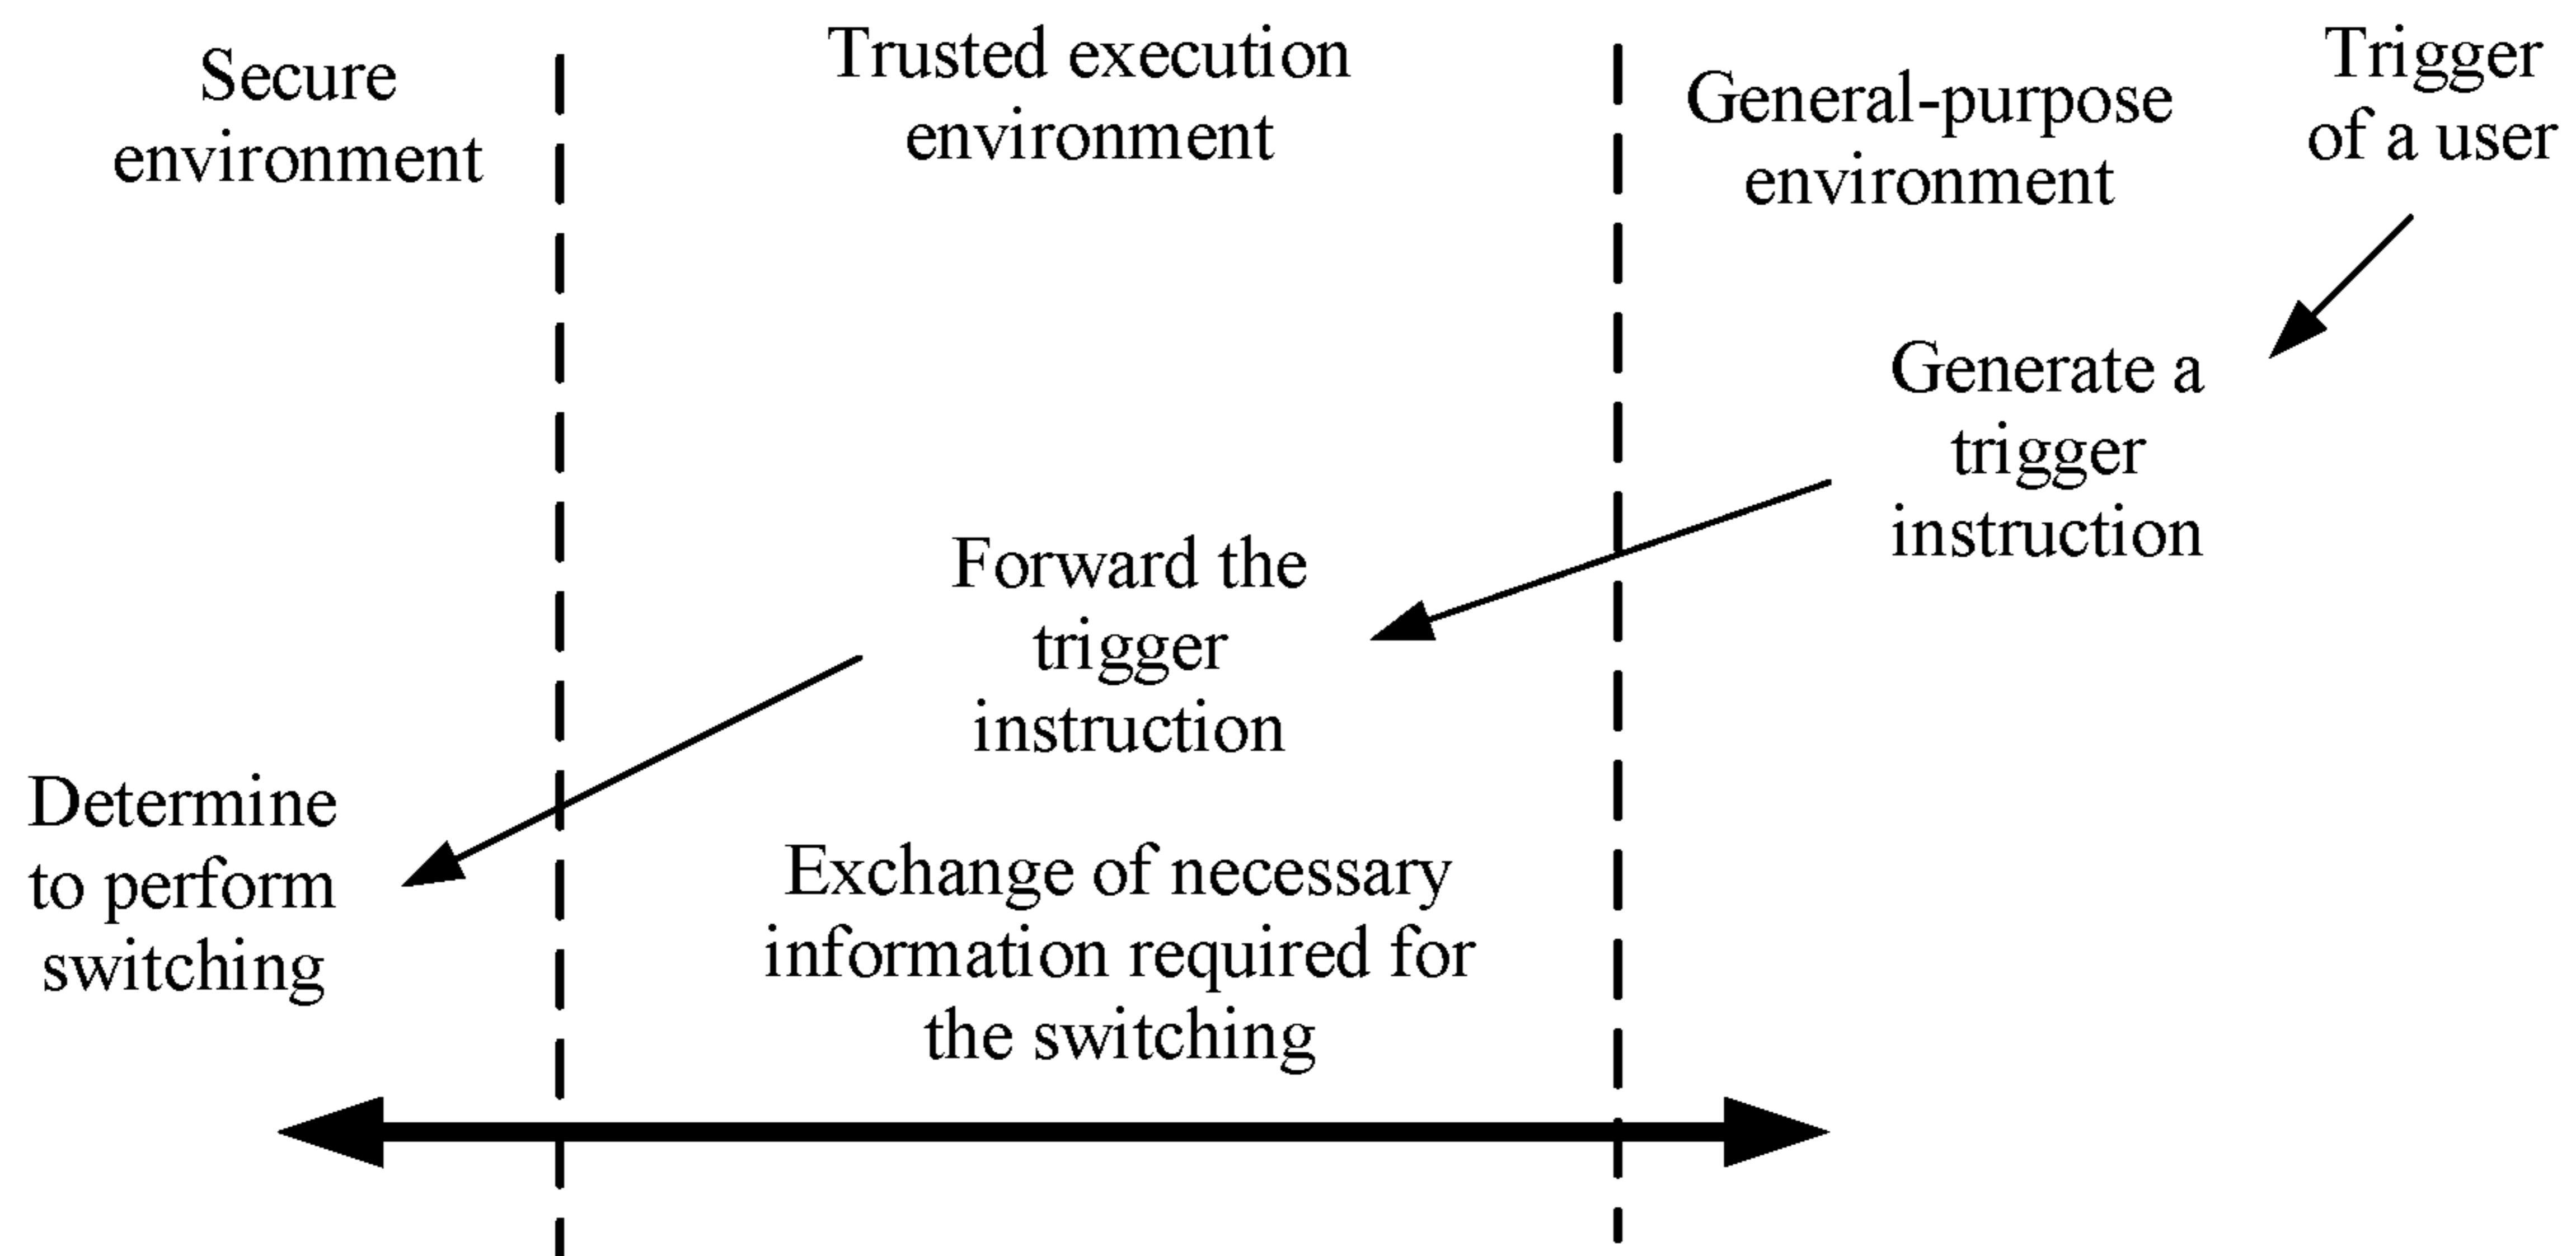 Secure
environment
Trusted execution
environment
General-purpose
environment
Trigger
of a user
Generate a
trigger
instruction
Forward the
trigger
instruction
Determine
to perform
switching
Exchange of necessary
information required for
the switching